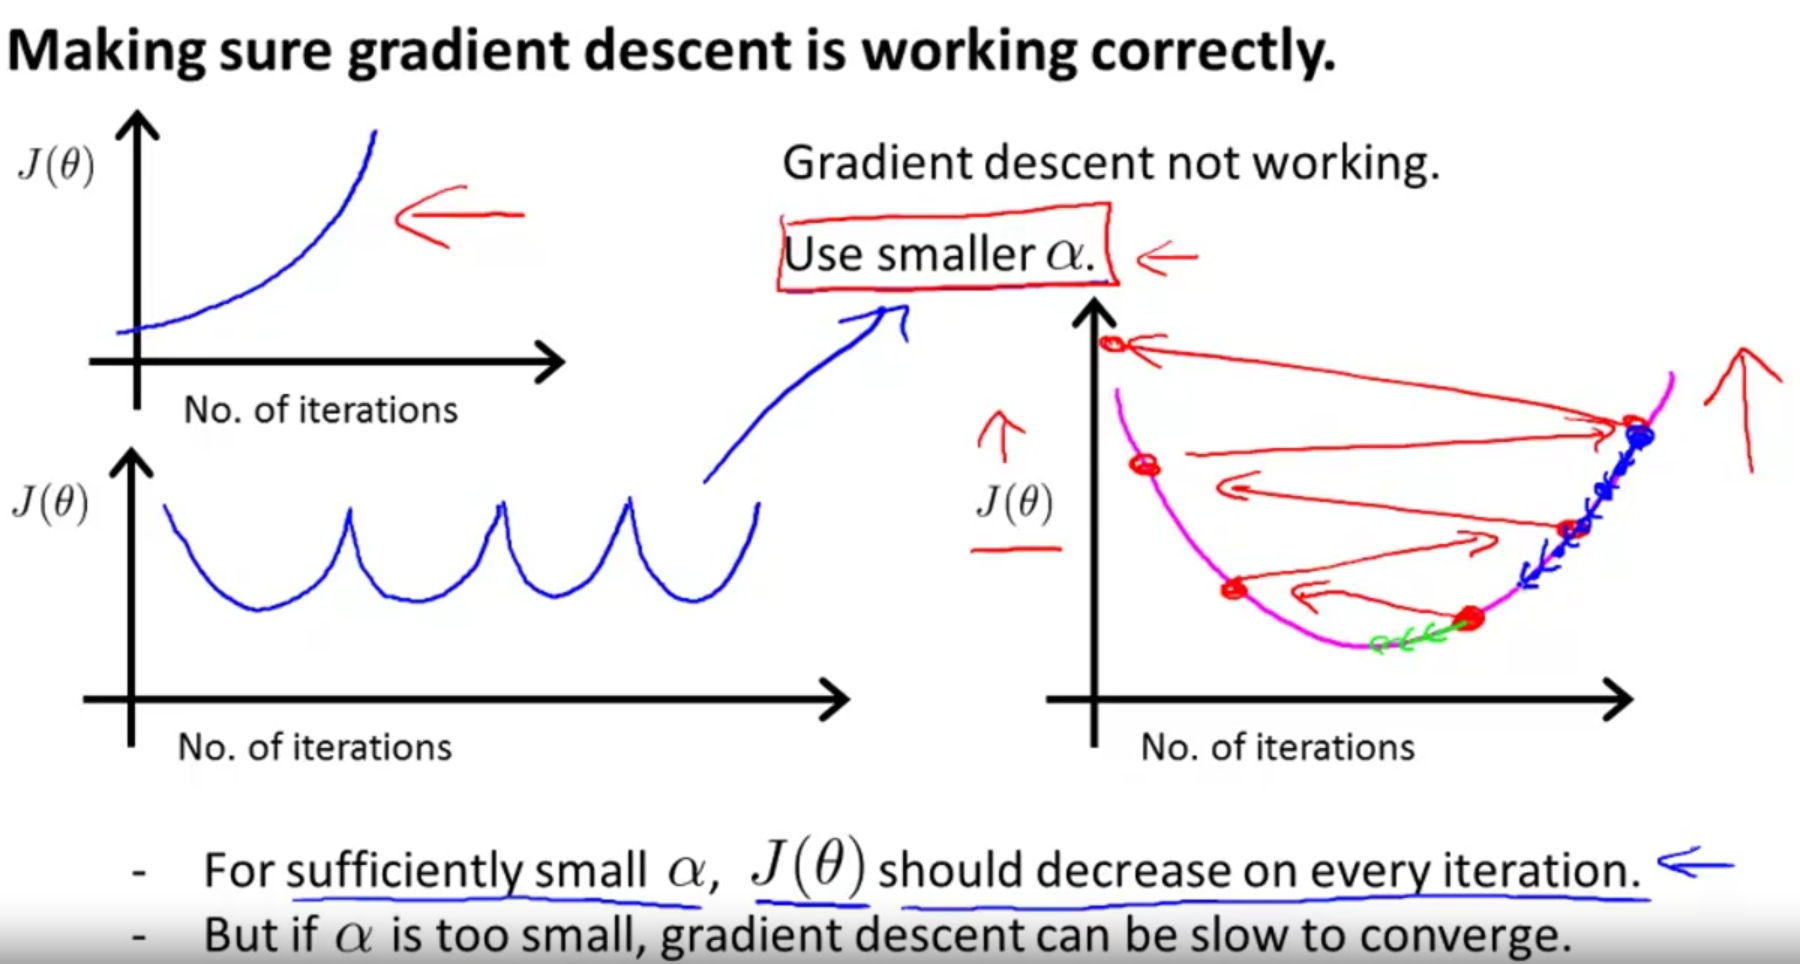 Making sure gradient descent is working correctly.
J(θ)
No. of iterations
Gradient descent not working.
Use smaller α.
J(θ)
No. of iterations
J(θ)
No. of iterations
- For sufficiently small α, J(θ) should decrease on every iteration.
- But if α is too small, gradient descent can be slow to converge.